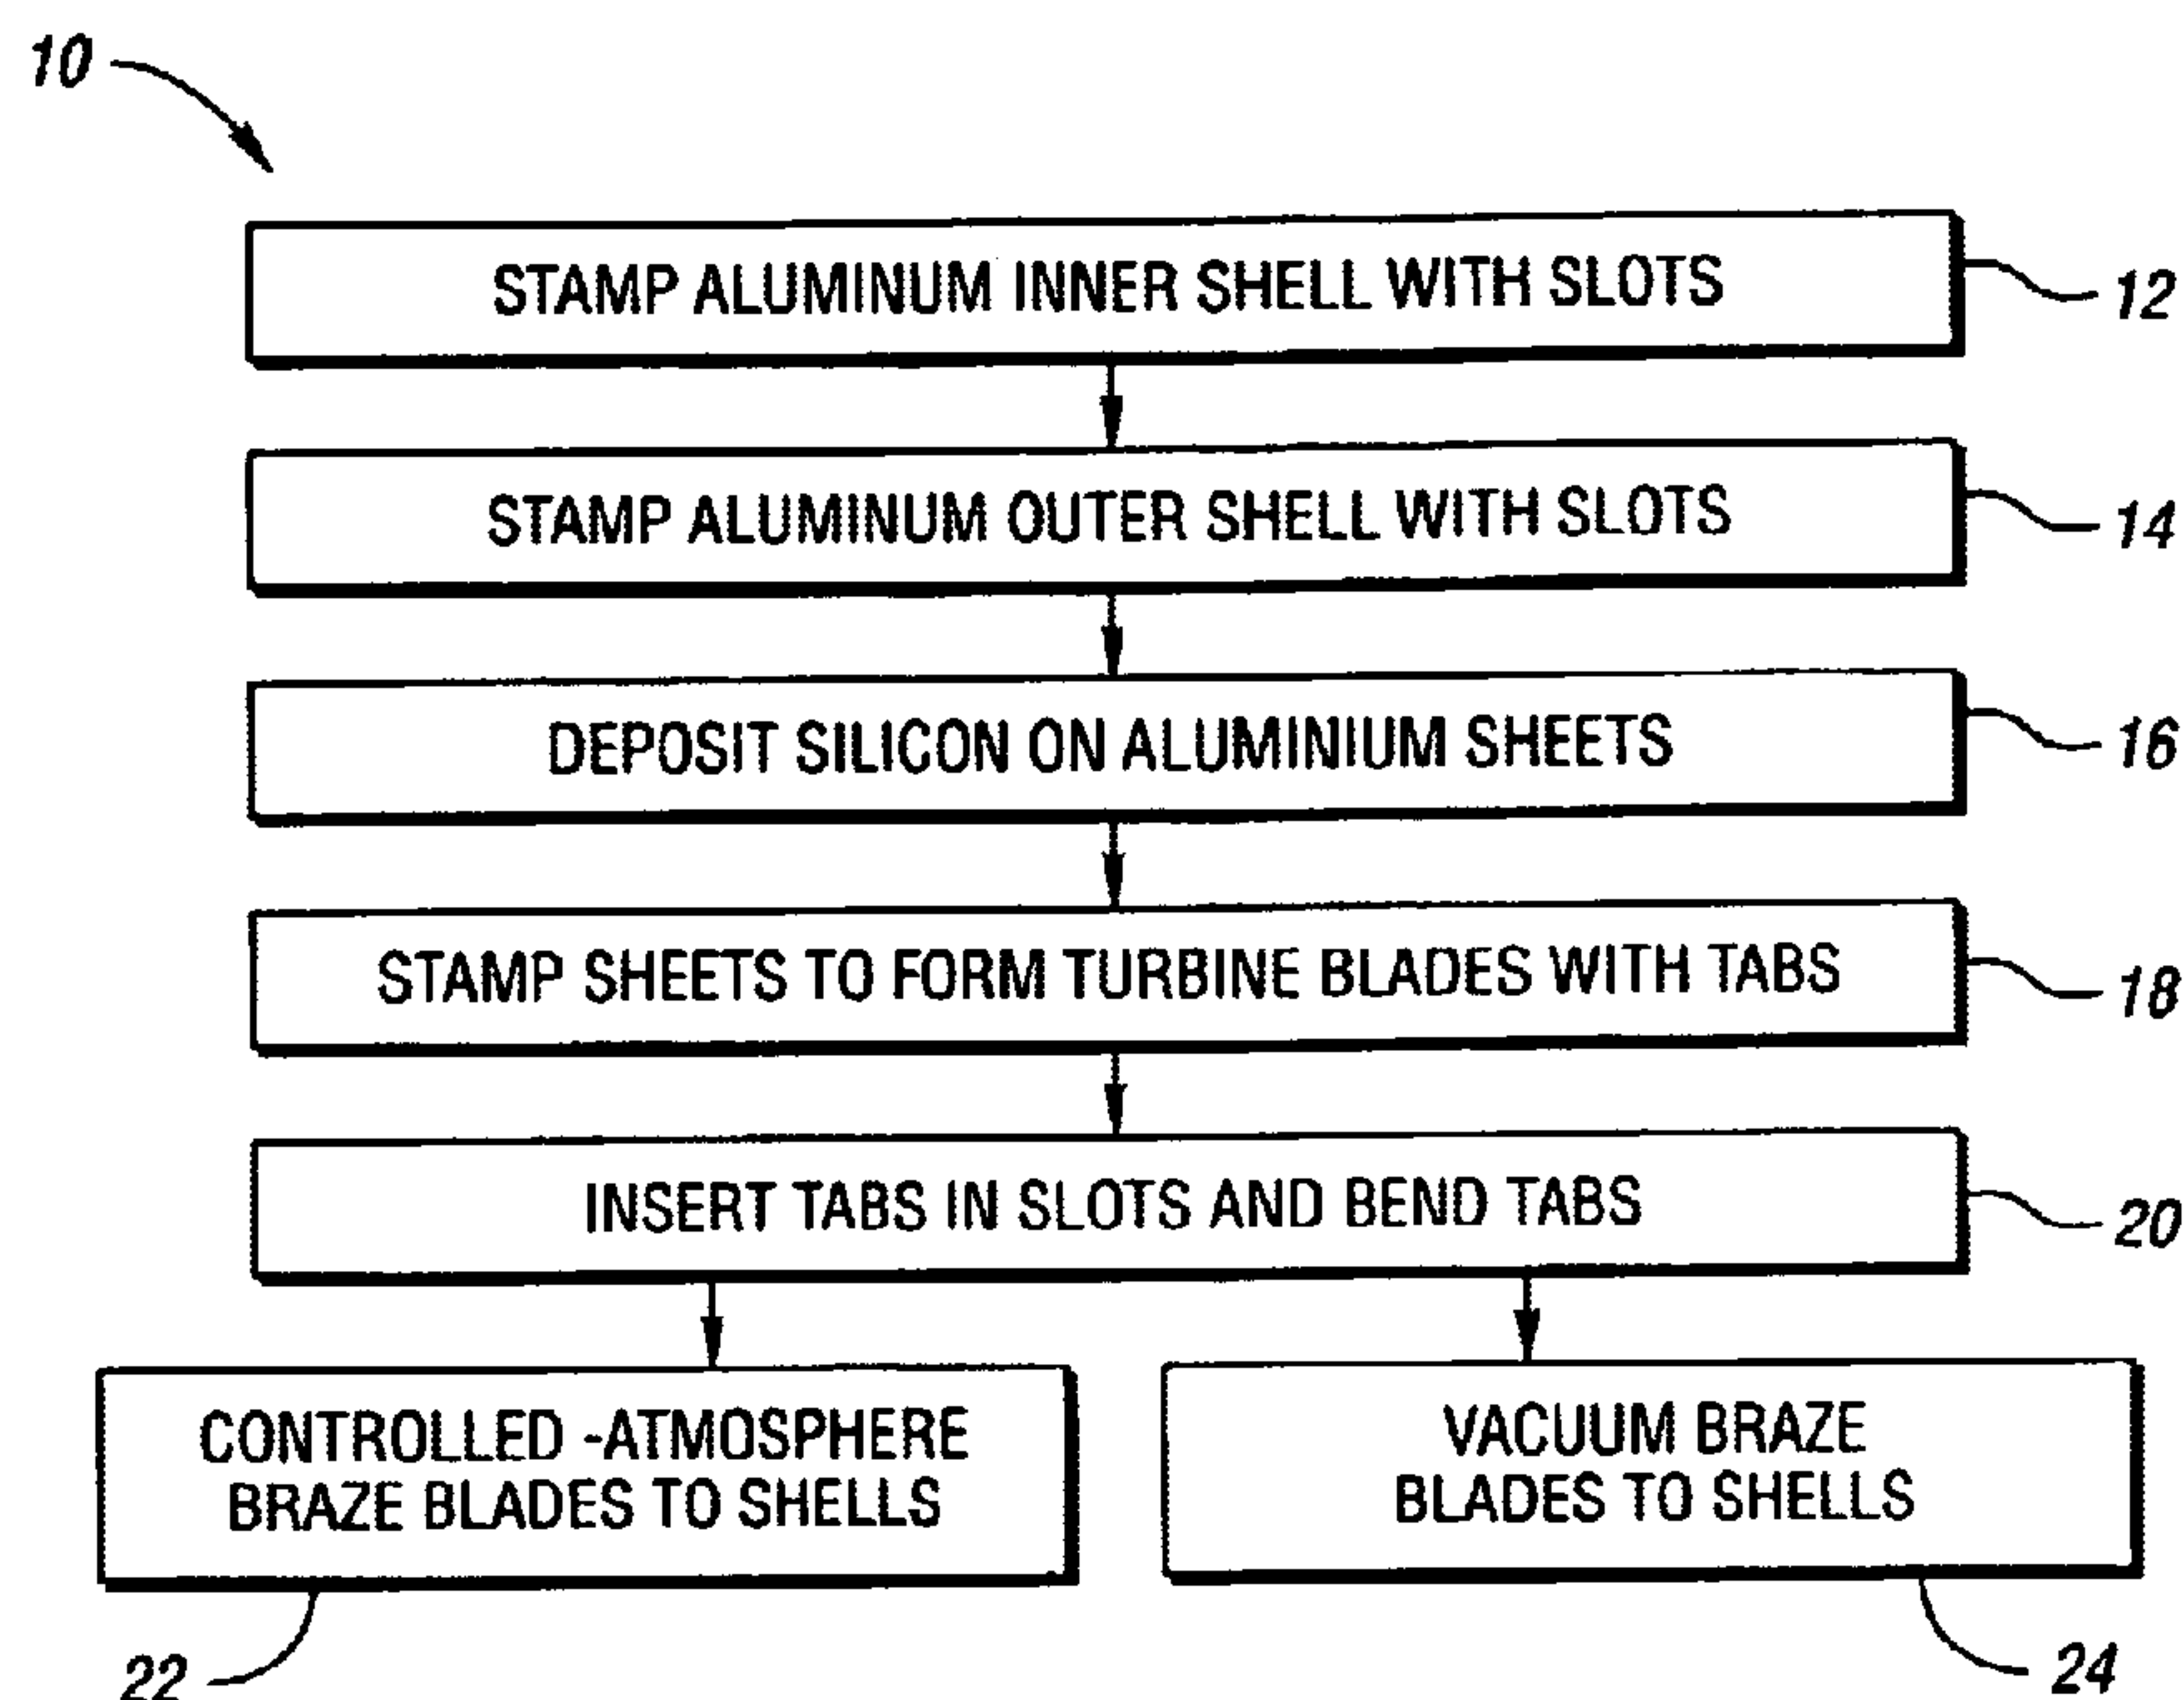 10
STAMP ALUMINUM INNER SHELL WITH SLOTS
12
STAMP ALUMINUM OUTER SHELL WITH SLOTS
14
DEPOSIT SILICON ON ALUMINIUM SHEETS
16
STAMP SHEETS TO FORM TURBINE BLADES WITH TABS
18
INSERT TABS IN SLOTS AND BEND TABS
20
CONTROLLED -ATMOSPHERE
BRAZE BLADES TO SHELLS
22
VACUUM BRAZE
BLADES TO SHELLS
24